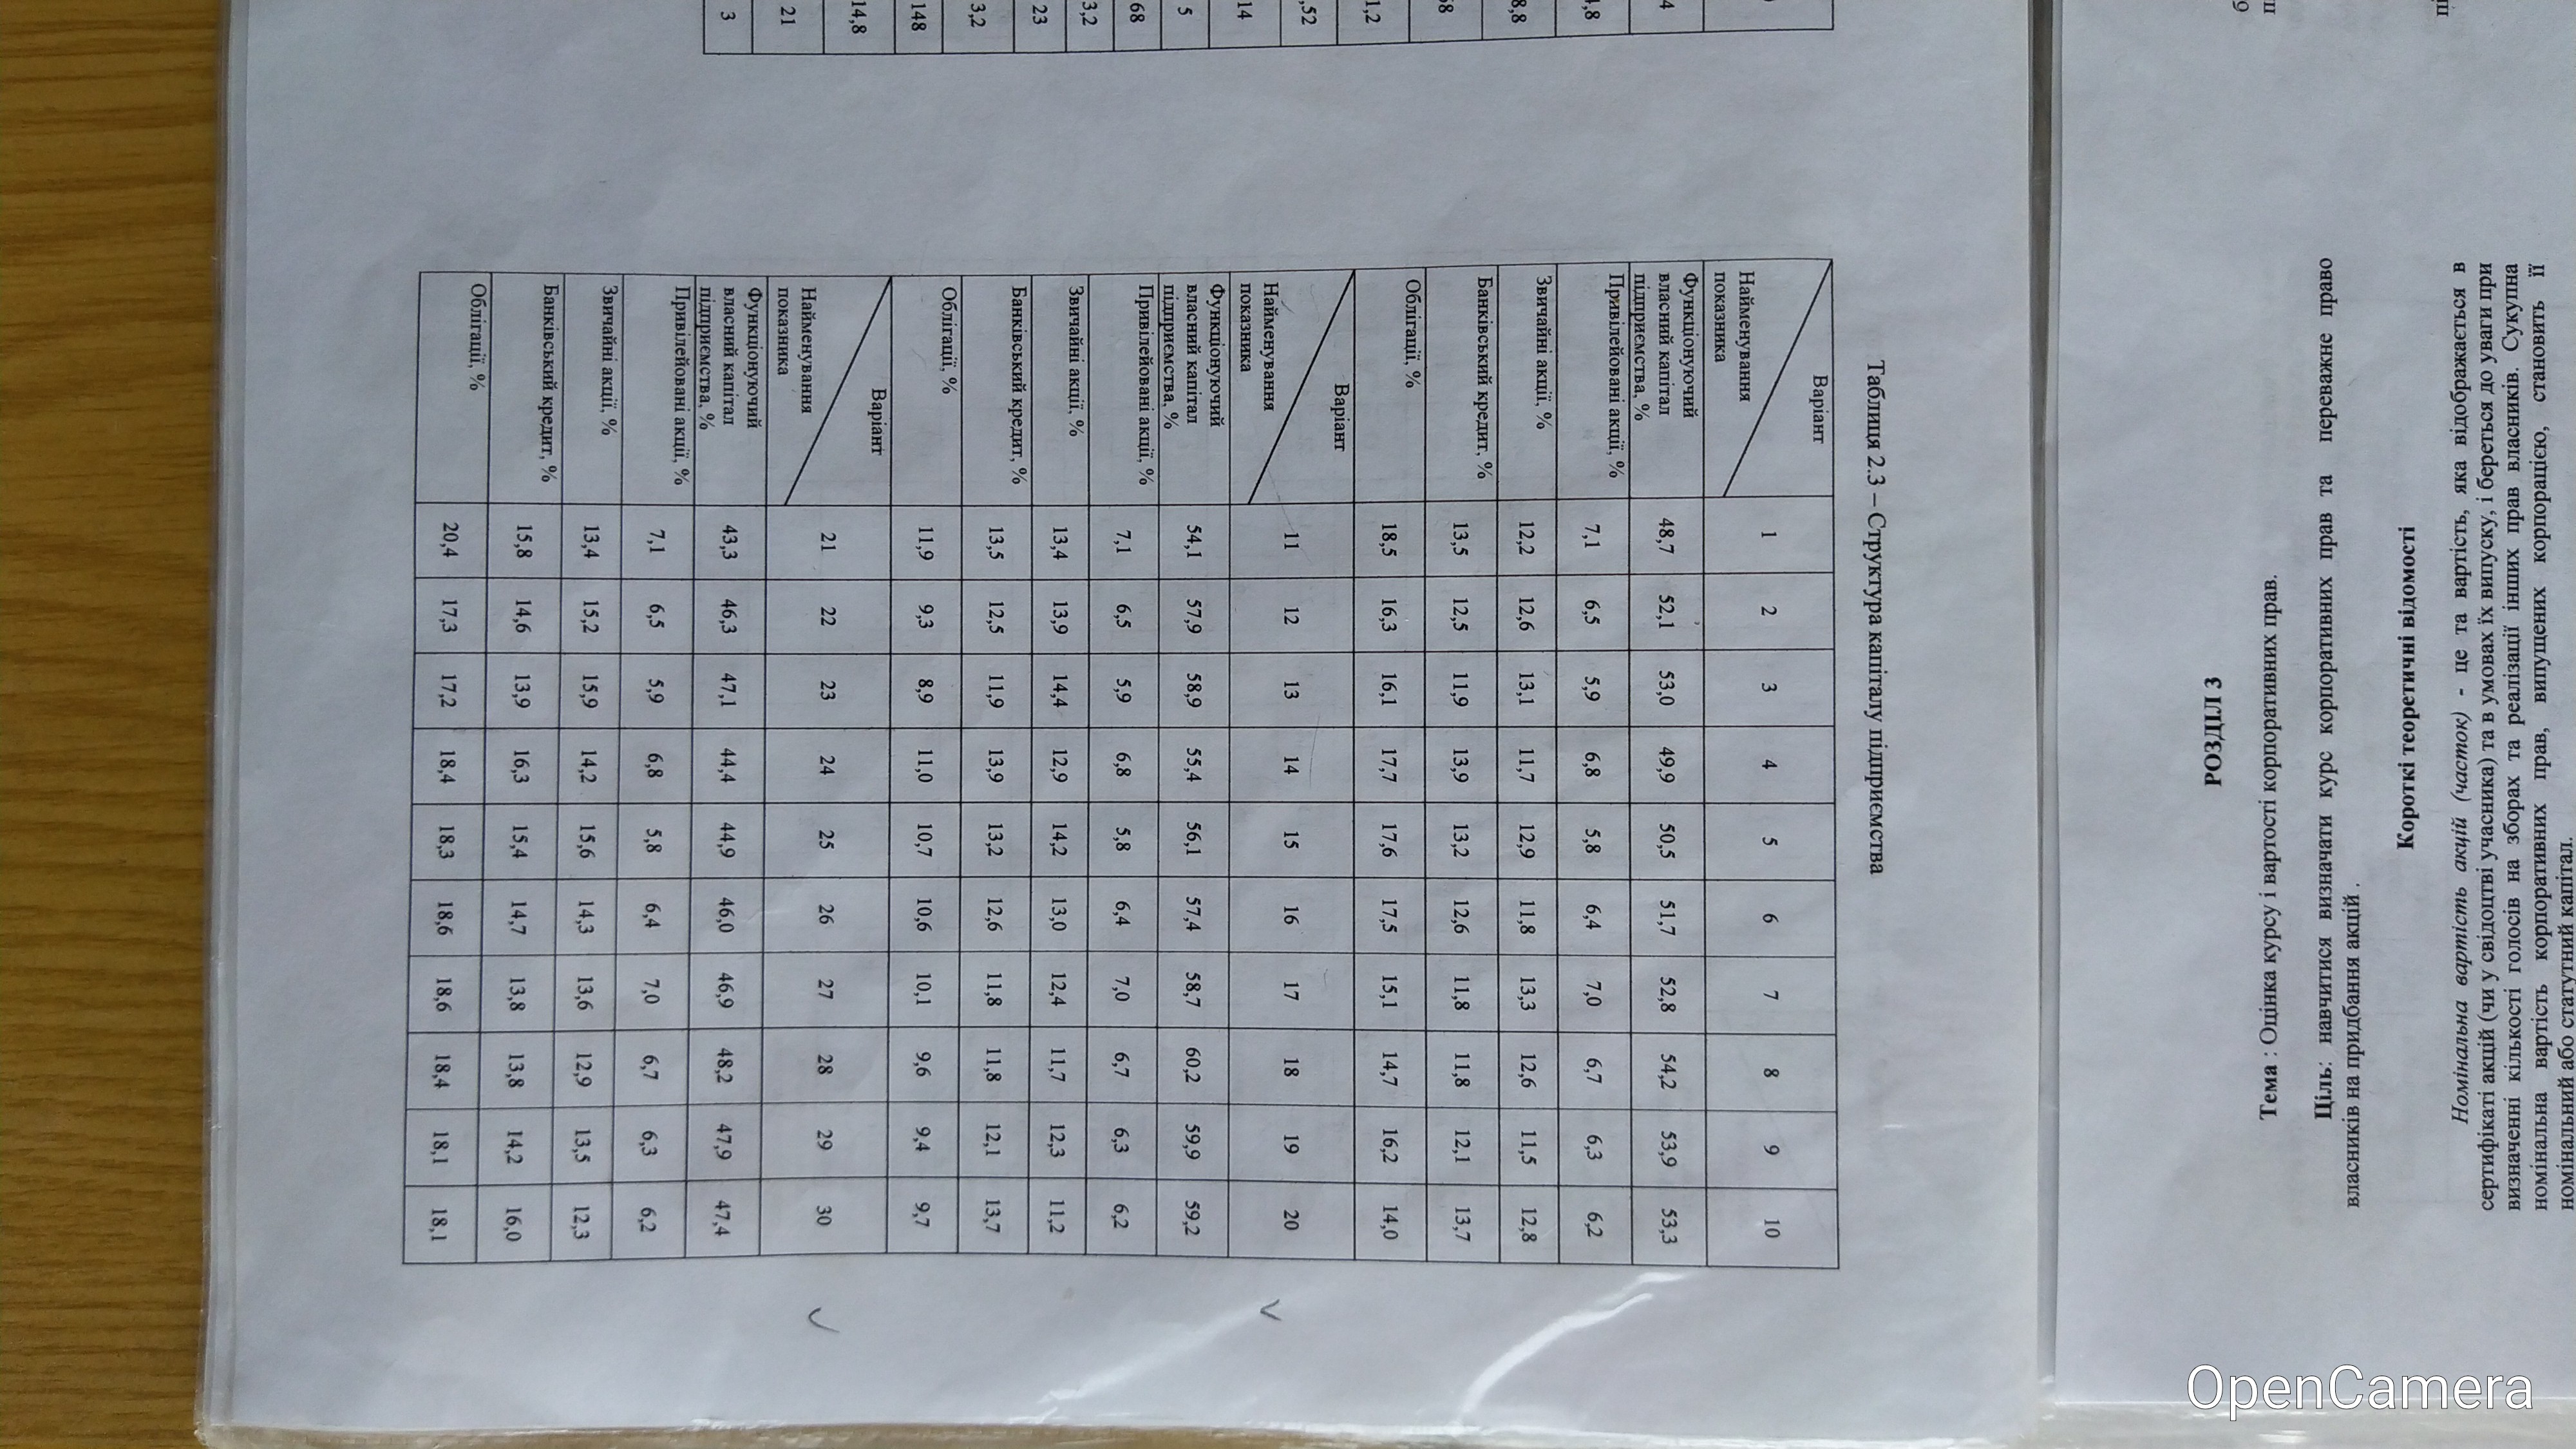 Таблиця 2.3 – Структура капіталу підприємства
Варіант
Найменування показника 1 2 3 4 5 6 7 8 9 10
Функціонуючий власний капітал підприємства, % 48,7 52,1 53,0 49,9 50,5 51,7 52,8 54,2 53,9 53,3
Привілейовані акції, % 7,1 6,5 5,9 6,8 5,8 6,4 7,0 6,7 6,3 6,2
Звичайні акції, % 12,2 12,6 13,1 11,7 12,9 11,8 13,3 12,6 11,5 12,8
Банківський кредит, % 13,5 12,5 11,9 13,9 13,2 12,6 11,8 11,8 12,1 13,7
Облігації, % 18,5 16,3 16,1 17,7 17,6 17,5 15,1 14,7 16,2 14,0
Варіант
Найменування показника 11 12 13 14 15 16 17 18 19 20
Функціонуючий власний капітал підприємства, % 54,1 57,9 58,9 55,4 56,1 57,4 58,7 60,2 59,9 59,2
Привілейовані акції, % 7,1 6,5 5,9 6,8 5,8 6,4 7,0 6,7 6,3 6,2
Звичайні акції, % 13,4 13,9 14,4 12,9 14,2 13,0 12,4 11,7 12,3 11,2
Банківський кредит, % 13,5 12,5 11,9 13,9 13,2 12,6 11,8 11,8 12,1 13,7
Облігації, % 11,9 9,3 8,9 11,0 10,7 10,6 10,1 9,6 9,4 9,7
Варіант
Найменування показника 21 22 23 24 25 26 27 28 29 30
Функціонуючий власний капітал підприємства, % 43,3 46,3 47,1 44,4 44,9 46,0 46,9 48,2 47,9 47,4
Привілейовані акції, % 7,1 6,5 5,9 6,8 5,8 6,4 7,0 6,7 6,3 6,2
Звичайні акції, % 13,4 15,2 15,9 14,2 15,6 14,3 13,6 12,9 13,5 12,3
Банківський кредит, % 15,8 14,6 13,9 16,3 15,4 14,7 13,8 13,8 14,2 16,0
Облігації, % 20,4 17,3 17,2 18,4 18,3 18,6 18,6 18,4 18,1 18,1
1,2
14
5
68
3,2
23
3,2
148
14,8
21
3
РОЗДІЛ 3
Тема : Оцінка курсу і вартості корпоративних прав.
Ціль: навчитися визначати курс корпоративних прав та переважне право
власників на придбання акцій .
Короткі теоретичні відомості
Номінальна вартість акцій (часток) - це та вартість, яка відображається в
сертифікаті акцій (чи у свідоцтві учасника) та в умовах їх випуску, і береться до уваги при
визначенні кількості голосів на зборах та реалізації інших прав власників. Сукупна
номінальна вартість корпоративних прав, випущених корпорацією, становить її
номінальний або статутний капітал.
OpenCamera